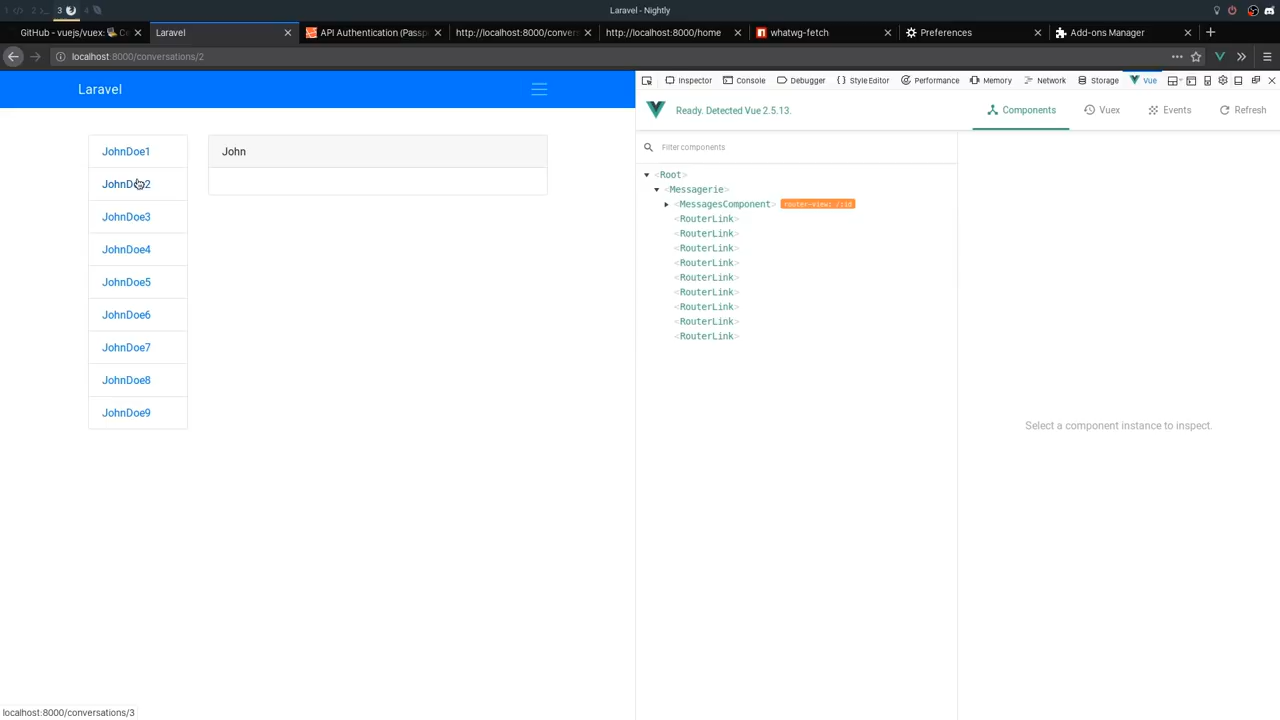 1 2 3 4
Laravel - Nightly
GitHub - vuejs/vuex: Ce
Laravel
API Authentication (Passp
http://localhost:8000/conver
http://localhost:8000/home
whatwg-fetch
Preferences
Add-ons Manager
localhost:8000/conversations/2
Laravel
Inspector
Console
Debugger
Style Editor
Performance
Memory
Network
Storage
Vue
Ready. Detected Vue 2.5.13.
Components
Vuex
Events
Refresh
JohnDoe1
JohnDoe2
JohnDoe3
JohnDoe4
JohnDoe5
JohnDoe6
JohnDoe7
JohnDoe8
JohnDoe9
John
Filter components
<Root>
<Messagerie>
<MessagesComponent> router-view: /:id
<RouterLink>
<RouterLink>
<RouterLink>
<RouterLink>
<RouterLink>
<RouterLink>
<RouterLink>
<RouterLink>
<RouterLink>
Select a component instance to inspect.
localhost:8000/conversations/3